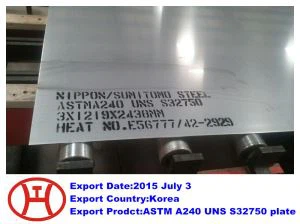 NIPPON/SUMITOMO STEEL
ASTMA240 UNS S32750
3X1219X2438MM
HEAT NO.E56777/42-2929
Export Date:2015 July 3
Export Country:Korea
Export Prodct:ASTM A240 UNS S32750 plate